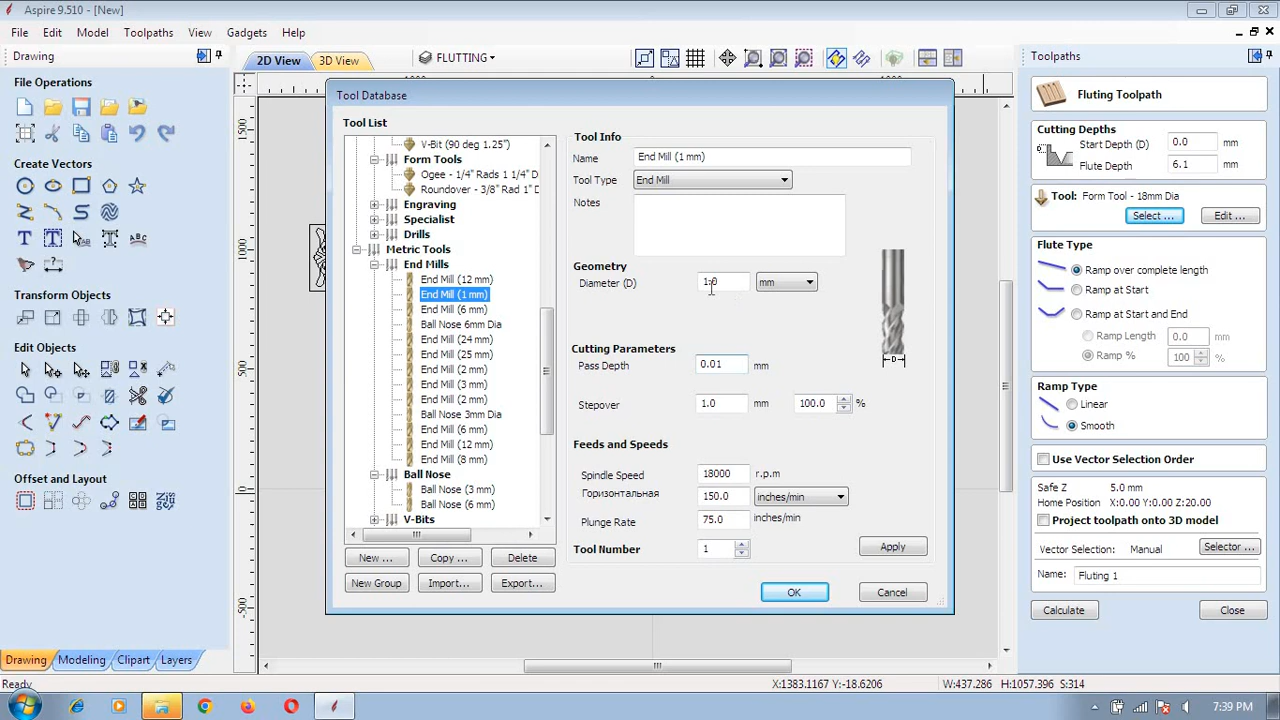 Aspire 9.510 - [New]
File Edit Model Toolpaths View Gadgets Help
Drawing
2D View 3D View FLUTTING
Toolpaths
File Operations
Create Vectors
Transform Objects
Edit Objects
Offset and Layout
Drawing Modeling Clipart Layers
Ready
1500
1000
500
0
-500
Tool Database
Tool List
V-Bit (90 deg 1.25")
Form Tools
Ogee - 1/4" Rads 1 1/4" D
Roundover - 3/8" Rad 1" D
Engraving
Specialist
Drills
Metric Tools
End Mills
End Mill (12 mm)
End Mill (1 mm)
End Mill (6 mm)
Ball Nose 6mm Dia
End Mill (24 mm)
End Mill (25 mm)
End Mill (2 mm)
End Mill (3 mm)
End Mill (2 mm)
Ball Nose 3mm Dia
End Mill (6 mm)
End Mill (12 mm)
End Mill (8 mm)
Ball Nose
Ball Nose (3 mm)
Ball Nose (6 mm)
V-Bits
New ... Copy ... Delete
New Group Import... Export...
Tool Info
Name End Mill (1 mm)
Tool Type End Mill
Notes
Geometry
Diameter (D) 1.0 mm
D
Cutting Parameters
Pass Depth 0.01 mm
Stepover 1.0 mm 100.0 %
Feeds and Speeds
Spindle Speed 18000 r.p.m
Горизонтальная 150.0 inches/min
Plunge Rate 75.0 inches/min
Tool Number 1 Apply
OK Cancel
Fluting Toolpath
Cutting Depths
Start Depth (D) 0.0 mm
Flute Depth 6.1 mm
Tool: Form Tool - 18mm Dia
Select ... Edit ...
Flute Type
Ramp over complete length
Ramp at Start
Ramp at Start and End
Ramp Length 0.0 mm
Ramp % 100 %
Ramp Type
Linear
Smooth
Use Vector Selection Order
Safe Z 5.0 mm
Home Position X:0.00 Y:0.00 Z:20.00
Project toolpath onto 3D model
Vector Selection: Manual Selector ...
Name: Fluting 1
Calculate Close
X:1383.1167 Y:-18.6206 W:437.286 H:1057.396 S:314
7:39 PM